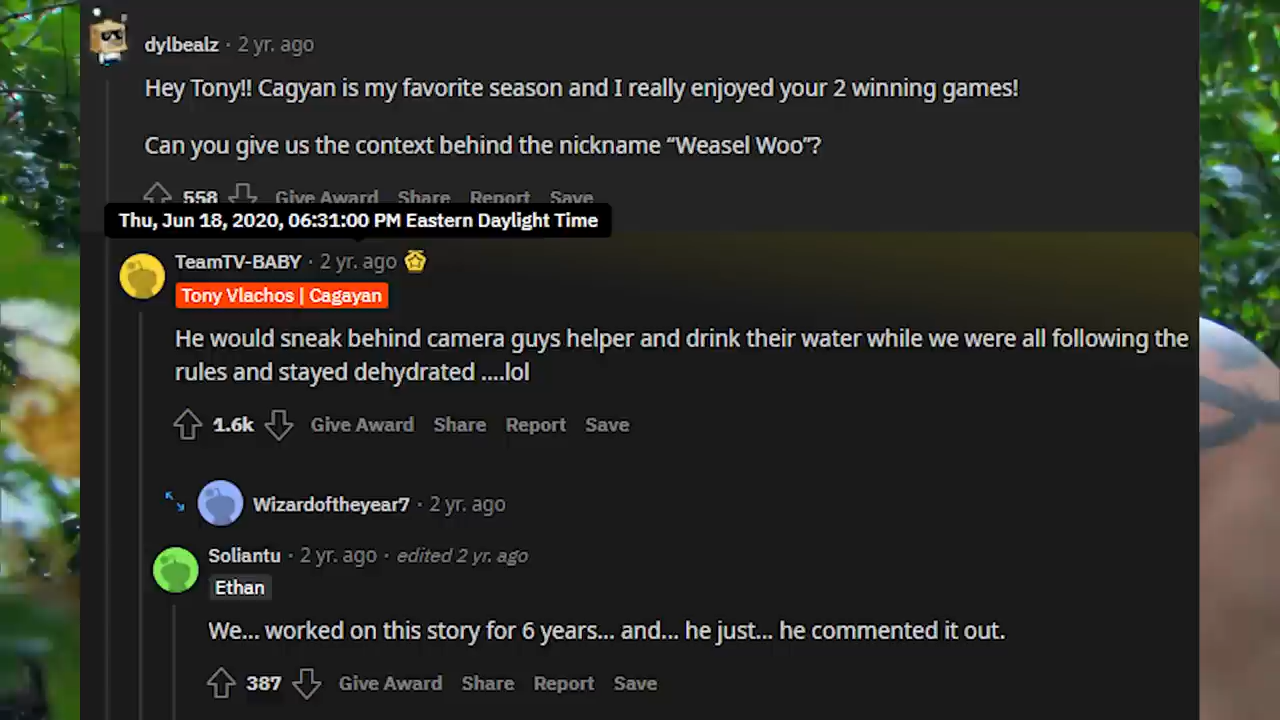 dylbealz · 2 yr. ago
Hey Tony!! Cagyan is my favorite season and I really enjoyed your 2 winning games!
Can you give us the context behind the nickname “Weasel Woo”?
558 Give Award Share Report Save
Thu, Jun 18, 2020, 06:31:00 PM Eastern Daylight Time
TeamTV-BABY · 2 yr. ago
Tony Vlachos | Cagayan
He would sneak behind camera guys helper and drink their water while we were all following the
rules and stayed dehydrated ....lol
1.6k Give Award Share Report Save
Wizardoftheyear7 · 2 yr. ago
Soliantu · 2 yr. ago · edited 2 yr. ago
Ethan
We... worked on this story for 6 years... and... he just... he commented it out.
387 Give Award Share Report Save